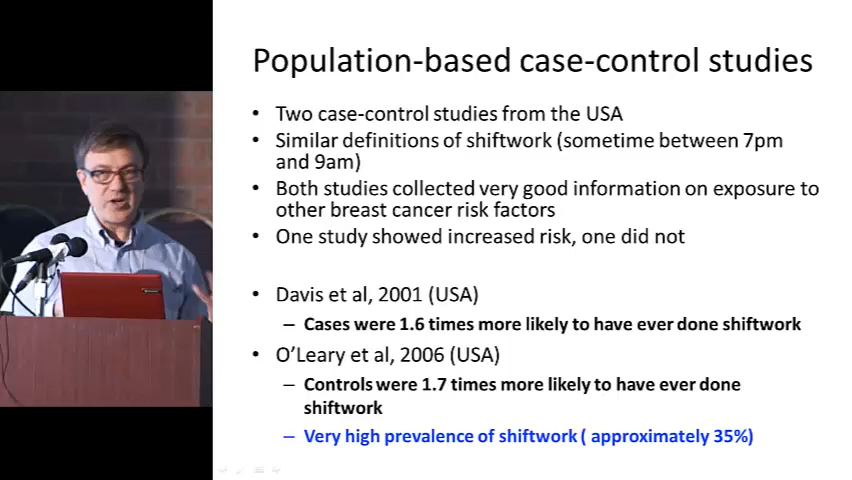 Population-based case-control studies
• Two case-control studies from the USA
• Similar definitions of shiftwork (sometime between 7pm
and 9am)
• Both studies collected very good information on exposure to
other breast cancer risk factors
• One study showed increased risk, one did not
• Davis et al, 2001 (USA)
– Cases were 1.6 times more likely to have ever done shiftwork
• O’Leary et al, 2006 (USA)
– Controls were 1.7 times more likely to have ever done
shiftwork
– Very high prevalence of shiftwork ( approximately 35%)